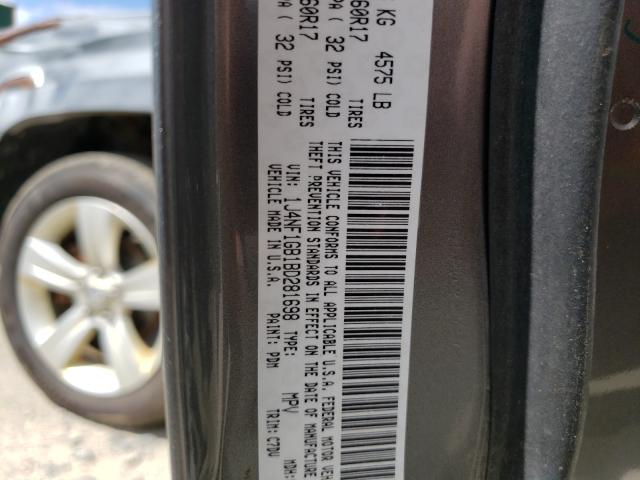 KG 4575 LB
60R17 TIRES
PA ( 32 PSI) COLD
60R17 TIRES
PA ( 32 PSI) COLD
THIS VEHICLE CONFORMS TO ALL APPLICABLE U.S.A. FEDERAL MOTOR VEH
THEFT PREVENTION STANDARDS IN EFFECT ON THE DATE OF MANUFACTURE
VIN: 1J4NF1GB1BD281698 TYPE: MPV MDH:
VEHICLE MADE IN U.S.A. PAINT: PDM TRIM: C7DV